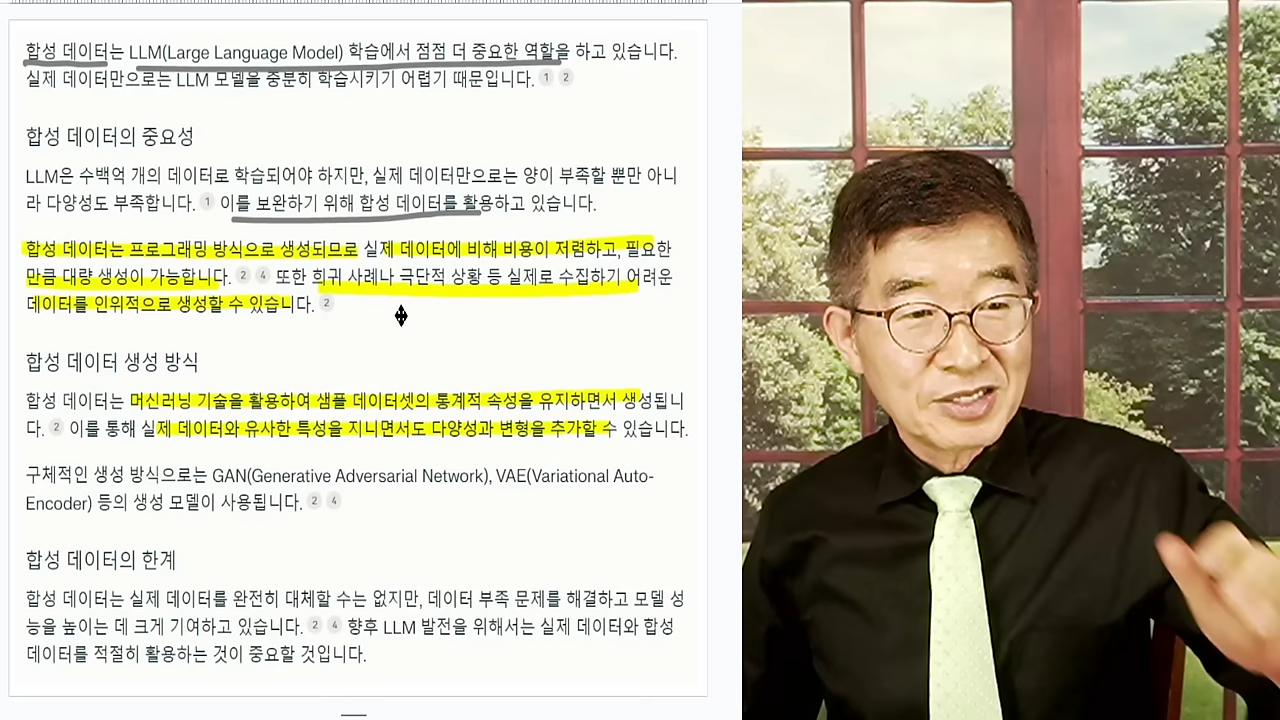 합성 데이터는 LLM(Large Language Model) 학습에서 점점 더 중요한 역할을 하고 있습니다.
실제 데이터만으로는 LLM 모델을 충분히 학습시키기 어렵기 때문입니다. 1 2
합성 데이터의 중요성
LLM은 수백억 개의 데이터로 학습되어야 하지만, 실제 데이터만으로는 양이 부족할 뿐만 아니
라 다양성도 부족합니다. 1 이를 보완하기 위해 합성 데이터를 활용하고 있습니다.
합성 데이터는 프로그래밍 방식으로 생성되므로 실제 데이터에 비해 비용이 저렴하고, 필요한
만큼 대량 생성이 가능합니다. 2 4 또한 희귀 사례나 극단적 상황 등 실제로 수집하기 어려운
데이터를 인위적으로 생성할 수 있습니다. 2
합성 데이터 생성 방식
합성 데이터는 머신러닝 기술을 활용하여 샘플 데이터셋의 통계적 속성을 유지하면서 생성됩니
다. 2 이를 통해 실제 데이터와 유사한 특성을 지니면서도 다양성과 변형을 추가할 수 있습니다.
구체적인 생성 방식으로는 GAN(Generative Adversarial Network), VAE(Variational Auto-
Encoder) 등의 생성 모델이 사용됩니다. 2 4
합성 데이터의 한계
합성 데이터는 실제 데이터를 완전히 대체할 수는 없지만, 데이터 부족 문제를 해결하고 모델 성
능을 높이는 데 크게 기여하고 있습니다. 2 4 향후 LLM 발전을 위해서는 실제 데이터와 합성
데이터를 적절히 활용하는 것이 중요할 것입니다.